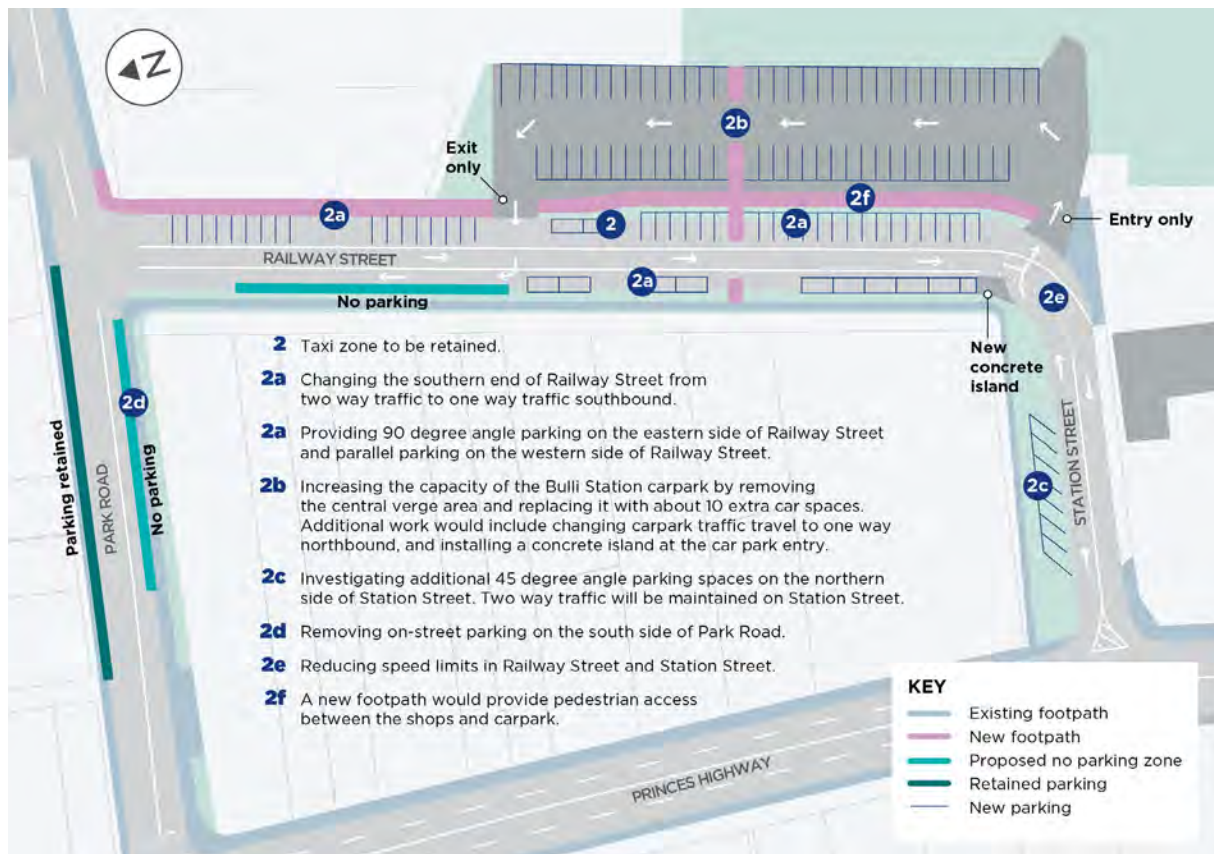 N
Exit
only
2b
2a
2
2a
2f
Entry only
RAILWAY STREET
2a
No parking
2e
New
concrete
island
2d
Parking retained
PARK ROAD
No parking
2c
STATION STREET
2 Taxi zone to be retained.
2a Changing the southern end of Railway Street from
two way traffic to one way traffic southbound.
2a Providing 90 degree angle parking on the eastern side of Railway Street
and parallel parking on the western side of Railway Street.
2b Increasing the capacity of the Bulli Station carpark by removing
the central verge area and replacing it with about 10 extra car spaces.
Additional work would include changing carpark traffic travel to one way
northbound, and installing a concrete island at the car park entry.
2c Investigating additional 45 degree angle parking spaces on the northern
side of Station Street. Two way traffic will be maintained on Station Street.
2d Removing on-street parking on the south side of Park Road.
2e Reducing speed limits in Railway Street and Station Street.
2f A new footpath would provide pedestrian access
between the shops and carpark.
PRINCES HIGHWAY
KEY
Existing footpath
New footpath
Proposed no parking zone
Retained parking
New parking